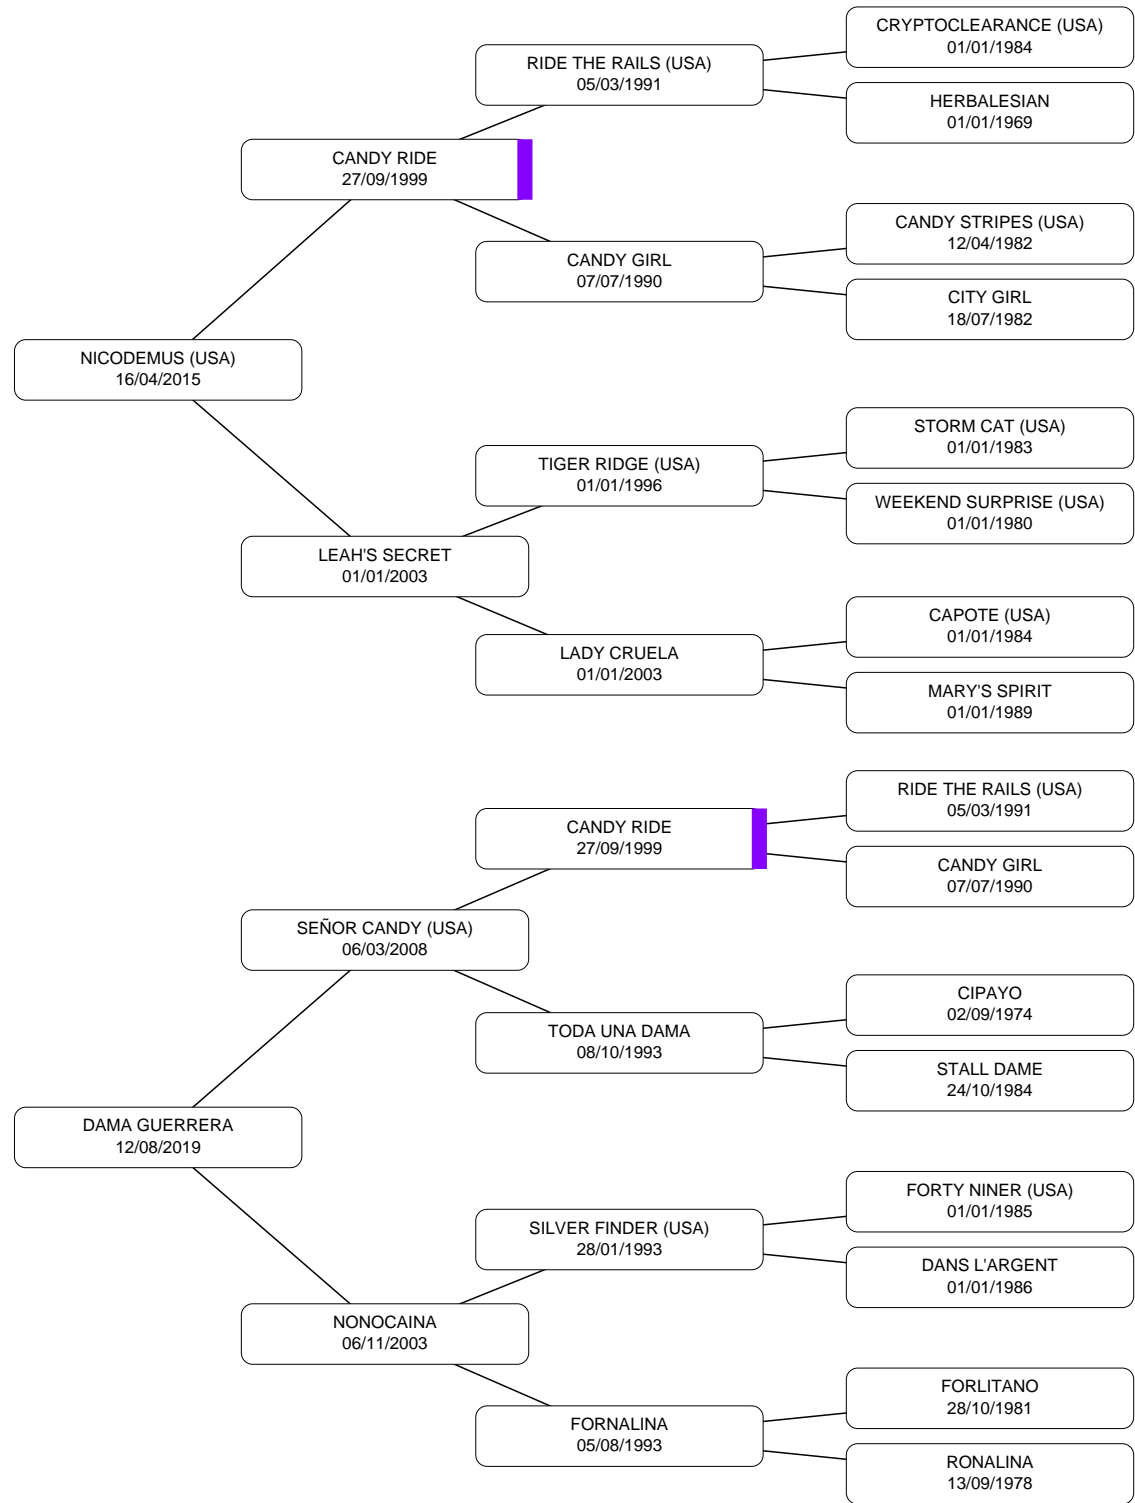 CRYPTOCLEARANCE (USA)
01/01/1984
RIDE THE RAILS (USA)
05/03/1991
HERBALESIAN
01/01/1969
CANDY RIDE
27/09/1999
CANDY STRIPES (USA)
12/04/1982
CANDY GIRL
07/07/1990
CITY GIRL
18/07/1982
NICODEMUS (USA)
16/04/2015
STORM CAT (USA)
01/01/1983
TIGER RIDGE (USA)
01/01/1996
WEEKEND SURPRISE (USA)
01/01/1980
LEAH'S SECRET
01/01/2003
CAPOTE (USA)
01/01/1984
LADY CRUELA
01/01/2003
MARY'S SPIRIT
01/01/1989
RIDE THE RAILS (USA)
05/03/1991
CANDY RIDE
27/09/1999
CANDY GIRL
07/07/1990
SEÑOR CANDY (USA)
06/03/2008
CIPAYO
02/09/1974
TODA UNA DAMA
08/10/1993
STALL DAME
24/10/1984
DAMA GUERRERA
12/08/2019
FORTY NINER (USA)
01/01/1985
SILVER FINDER (USA)
28/01/1993
DANS L'ARGENT
01/01/1986
NONOCAINA
06/11/2003
FORLITANO
28/10/1981
FORNALINA
05/08/1993
RONALINA
13/09/1978